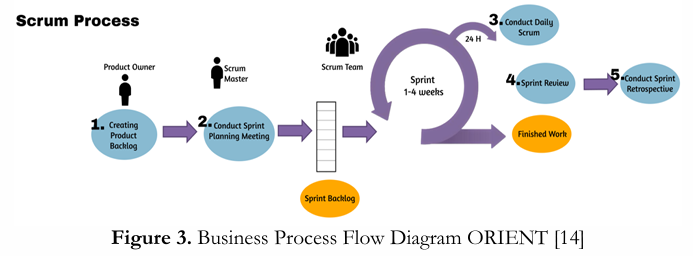 Scrum Process
Product Owner
Scrum
Master
Scrum Team
1. Creating
Product
Backlog
2. Conduct Sprint
Planning Meeting
Sprint Backlog
Sprint
1-4 weeks
24 H
3. Conduct Daily
Scrum
4. Sprint Review
5. Conduct Sprint
Retrospective
Finished Work
Figure 3. Business Process Flow Diagram ORIENT [14]